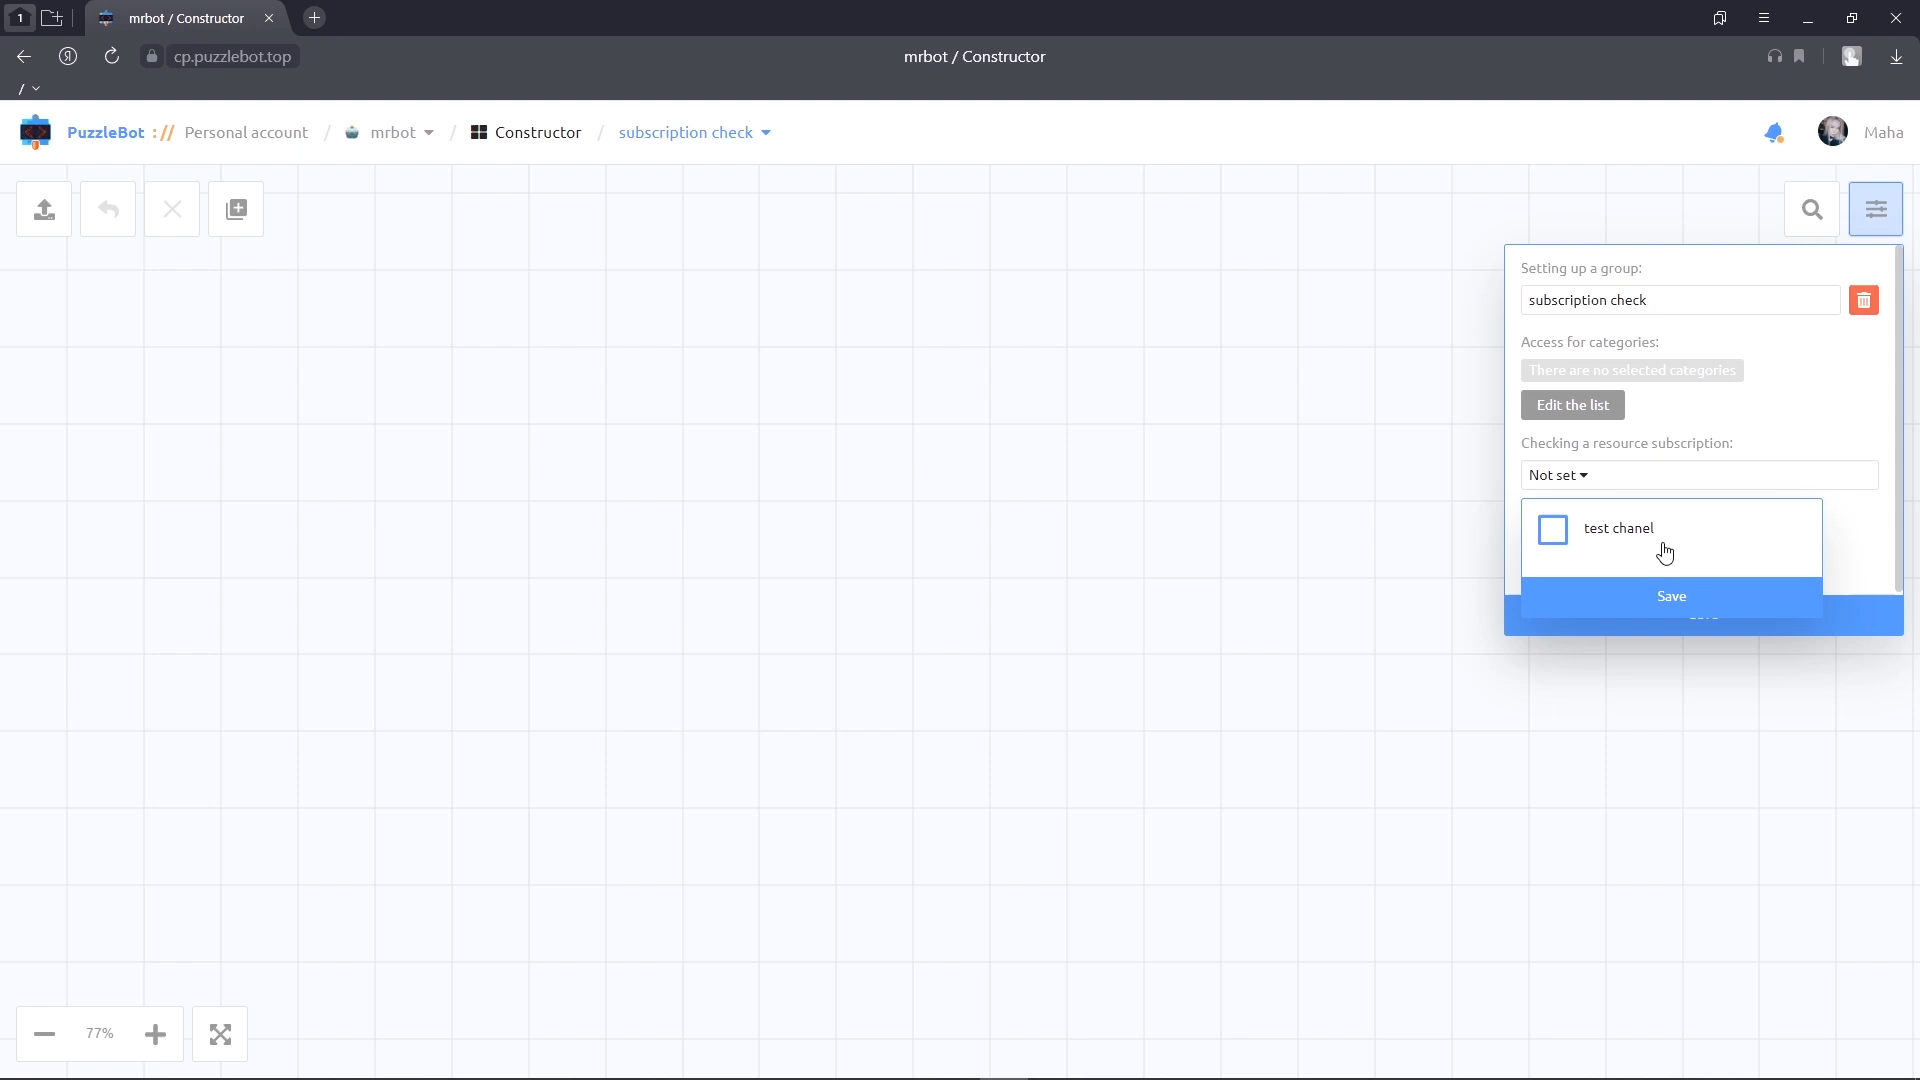 1
mrbot / Constructor
cp.puzzlebot.top
mrbot / Constructor
/
PuzzleBot :// Personal account / mrbot / Constructor / subscription check
Maha
Setting up a group:
subscription check
Access for categories:
There are no selected categories
Edit the list
Checking a resource subscription:
Not set
test chanel
Save
77%